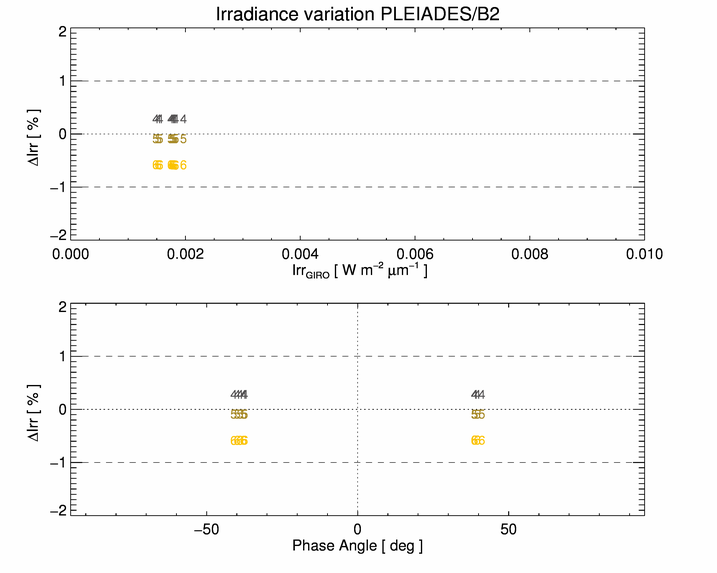 Irradiance variation PLEIADES/B2
2
1
0
−1
−2
ΔIrr [ % ]
0.000 0.002 0.004 0.006 0.008 0.010
Irr_GIRO [ W m⁻² μm⁻¹ ]
2
1
0
−1
−2
ΔIrr [ % ]
−50 0 50
Phase Angle [ deg ]